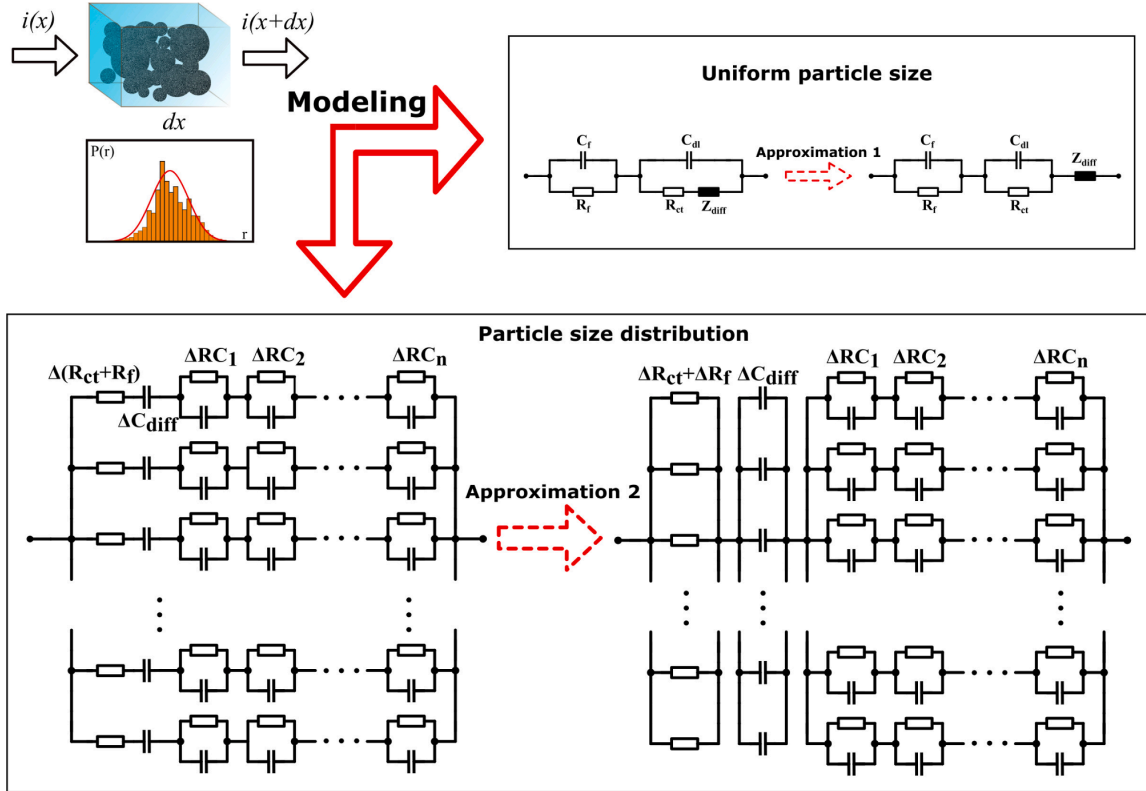 i(x)
i(x+dx)
dx
Modeling
P(r)
r
Uniform particle size
C_f
C_dl
R_f
R_ct
Z_diff
Approximation 1
C_f
C_dl
Z_diff
R_f
R_ct
Particle size distribution
Δ(R_ct+R_f)
ΔC_diff
ΔRC_1
ΔRC_2
ΔRC_n
Approximation 2
ΔR_ct+ΔR_f
ΔC_diff
ΔRC_1
ΔRC_2
ΔRC_n